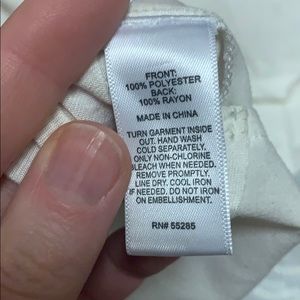 FRONT:
100% POLYESTER
BACK:
100% RAYON
MADE IN CHINA
TURN GARMENT INSIDE
OUT. HAND WASH
COLD SEPARATELY.
ONLY NON-CHLORINE
BLEACH WHEN NEEDED.
REMOVE PROMPTLY.
LINE DRY. COOL IRON
IF NEEDED. DO NOT IRON
ON EMBELLISHMENT.
RN# 55285